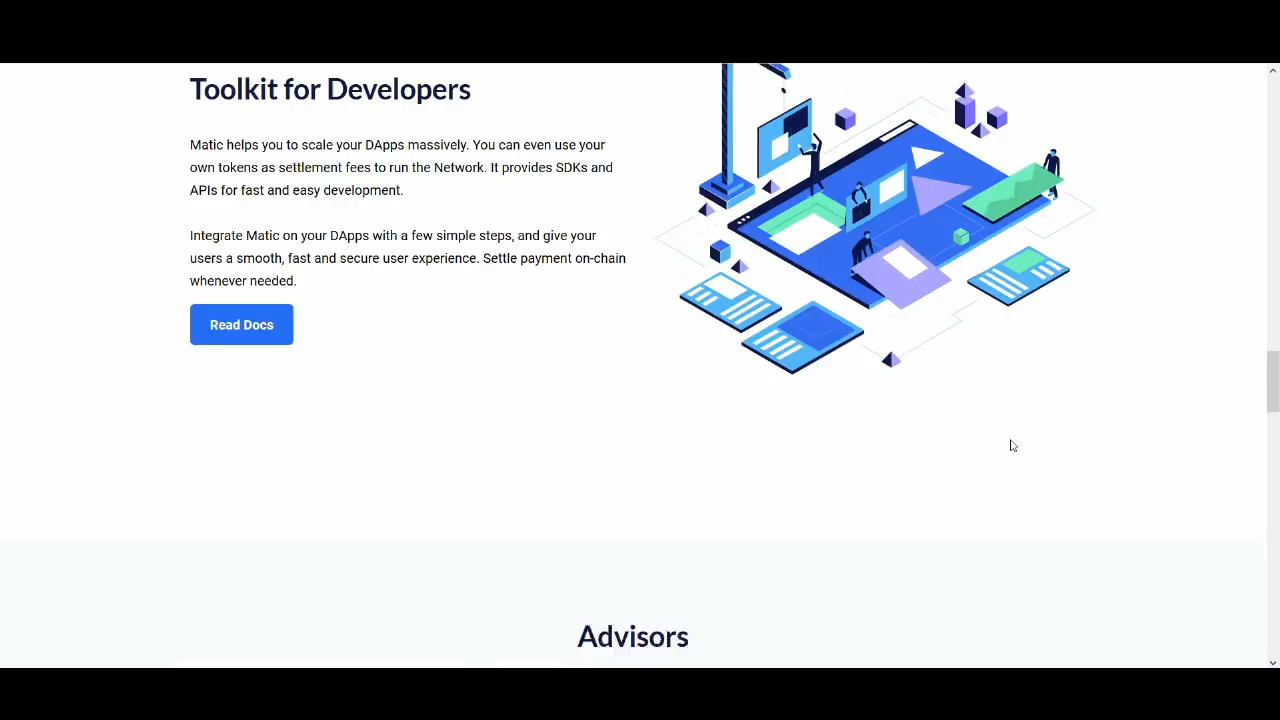 Toolkit for Developers
Matic helps you to scale your DApps massively. You can even use your
own tokens as settlement fees to run the Network. It provides SDKs and
APIs for fast and easy development.
Integrate Matic on your DApps with a few simple steps, and give your
users a smooth, fast and secure user experience. Settle payment on-chain
whenever needed.
Read Docs
Advisors